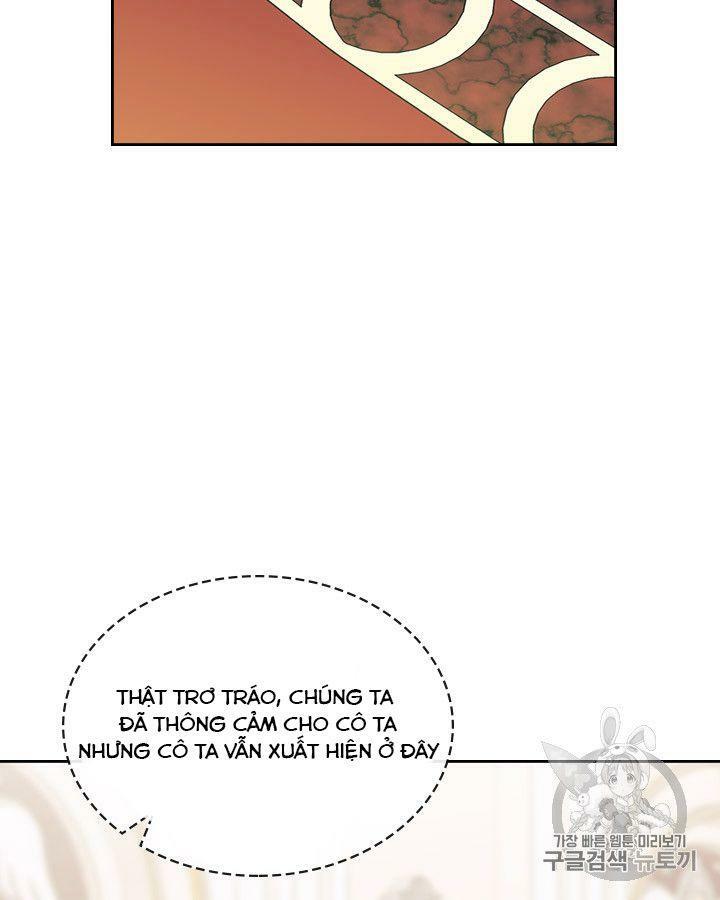 THẬT TRƠ TRÁO, CHÚNG TA
ĐÃ THÔNG CẢM CHO CÔ TA
NHƯNG CÔ TA VẪN XUẤT HIỆN Ở ĐÂY
가장 빠른 웹툰 미리보기
구글검색 뉴토끼